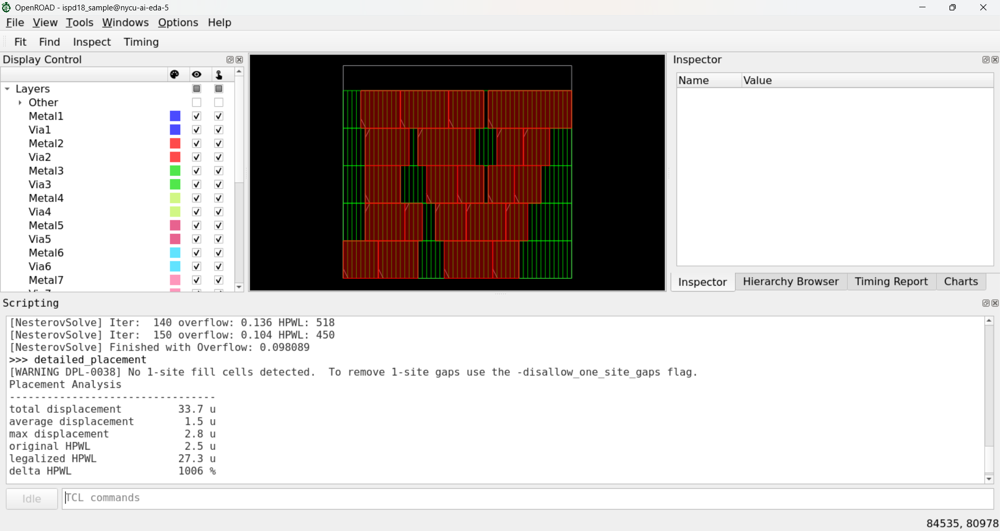 OpenROAD - ispd18_sample@nycu-ai-eda-5
File View Tools Windows Options Help
Fit Find Inspect Timing
Display Control
Layers
Other
Metal1
Via1
Metal2
Via2
Metal3
Via3
Metal4
Via4
Metal5
Via5
Metal6
Via6
Metal7
Inspector
Name Value
Inspector Hierarchy Browser Timing Report Charts
Scripting
[NesterovSolve] Iter:  140 overflow: 0.136 HPWL: 518
[NesterovSolve] Iter:  150 overflow: 0.104 HPWL: 450
[NesterovSolve] Finished with Overflow: 0.098089
>>> detailed_placement
[WARNING DPL-0038] No 1-site fill cells detected.  To remove 1-site gaps use the -disallow_one_site_gaps flag.
Placement Analysis
---------------------------------
total displacement         33.7 u
average displacement        1.5 u
max displacement            2.8 u
original HPWL               2.5 u
legalized HPWL             27.3 u
delta HPWL                 1006 %
Idle TCL commands
84535, 80978